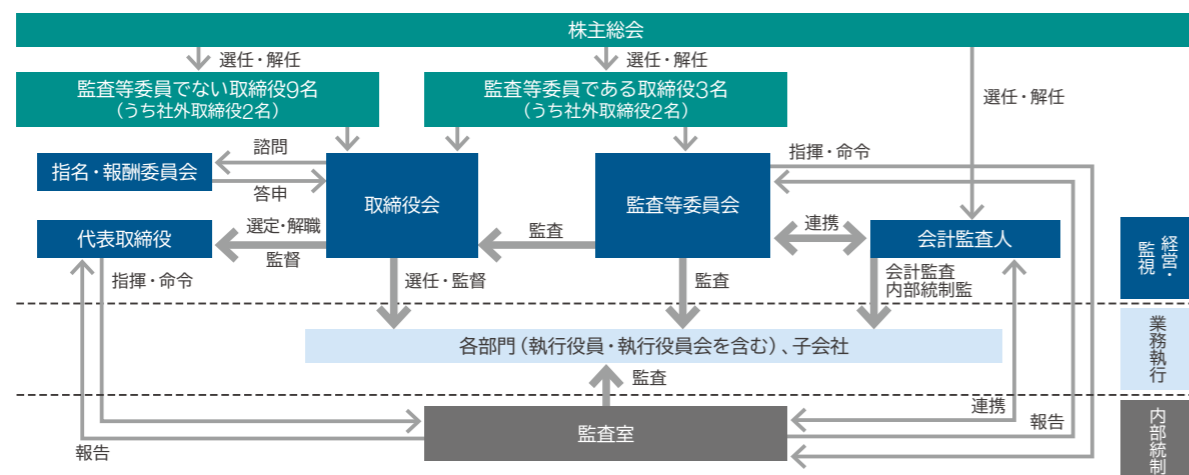 株主総会
選任・解任
選任・解任
選任・解任
監査等委員でない取締役9名
(うち社外取締役2名)
監査等委員である取締役3名
(うち社外取締役2名)
諮問
指揮・命令
指名・報酬委員会
答申
取締役会
監査等委員会
代表取締役
選定・解職
監督
監査
連携
会計監査人
経営・
監視
指揮・命令
選任・監督
監査
会計監査
内部統制監
各部門(執行役員・執行役員会を含む)、子会社
業務執行
監査
監査室
連携
報告
報告
内部統制